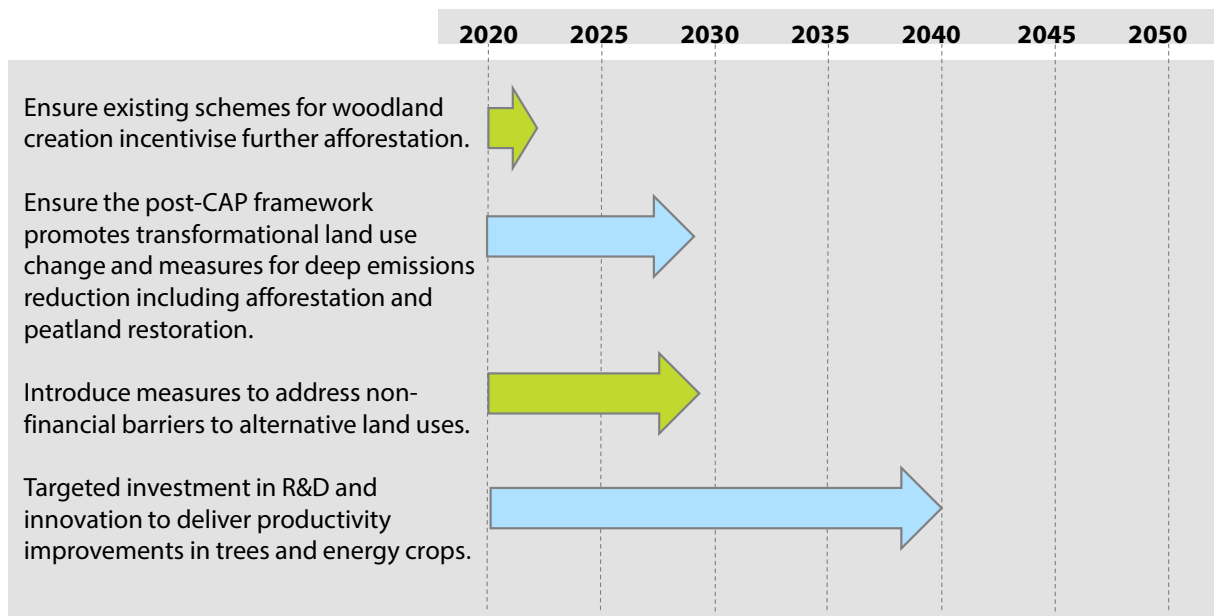 2020 2025 2030 2035 2040 2045 2050
Ensure existing schemes for woodland
creation incentivise further afforestation.
Ensure the post-CAP framework
promotes transformational land use
change and measures for deep emissions
reduction including afforestation and
peatland restoration.
Introduce measures to address non-
financial barriers to alternative land uses.
Targeted investment in R&D and
innovation to deliver productivity
improvements in trees and energy crops.